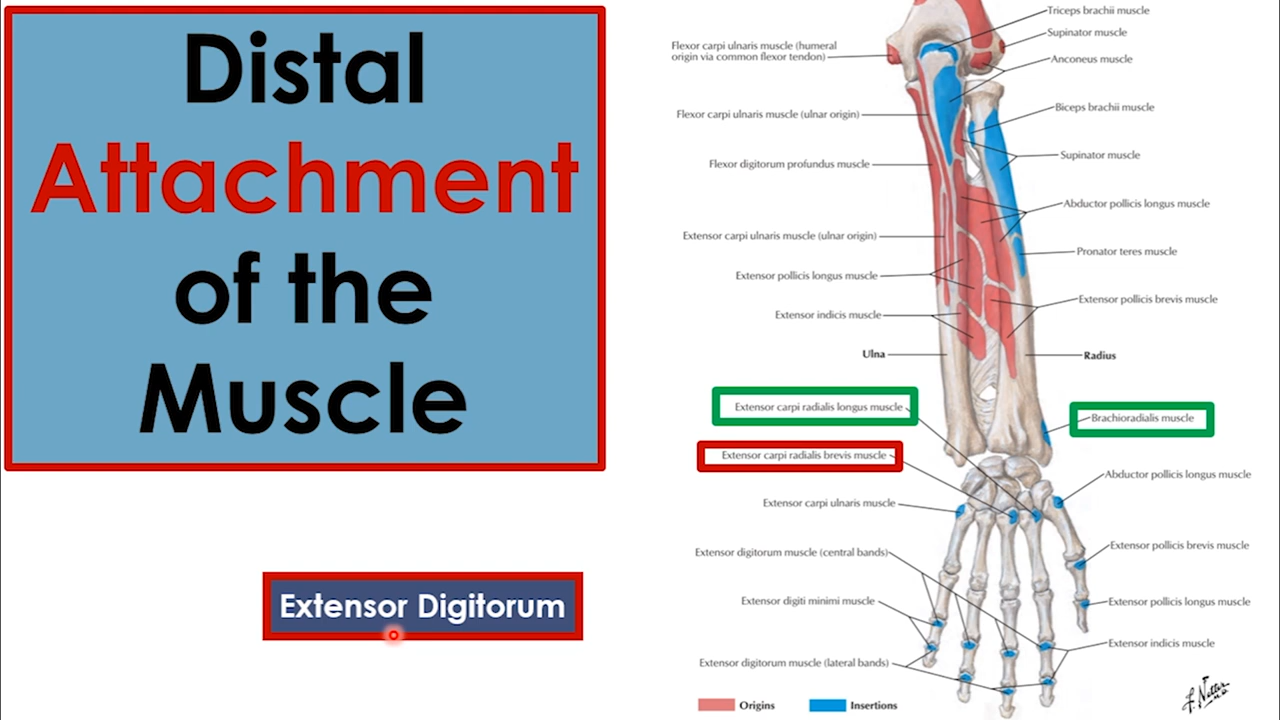 Distal
Attachment
of the
Muscle
Extensor Digitorum
Flexor carpi ulnaris muscle (humeral
origin via common flexor tendon)
Flexor carpi ulnaris muscle (ulnar origin)
Flexor digitorum profundus muscle
Extensor carpi ulnaris muscle (ulnar origin)
Extensor pollicis longus muscle
Extensor indicis muscle
Ulna
Extensor carpi radialis longus muscle
Extensor carpi radialis brevis muscle
Extensor carpi ulnaris muscle
Extensor digitorum muscle (central bands)
Extensor digiti minimi muscle
Extensor digitorum muscle (lateral bands)
Triceps brachii muscle
Supinator muscle
Anconeus muscle
Biceps brachii muscle
Supinator muscle
Abductor pollicis longus muscle
Pronator teres muscle
Extensor pollicis brevis muscle
Radius
Brachioradialis muscle
Abductor pollicis longus muscle
Extensor pollicis brevis muscle
Extensor pollicis longus muscle
Extensor indicis muscle
Origins
Insertions
F. Netter
M.D.